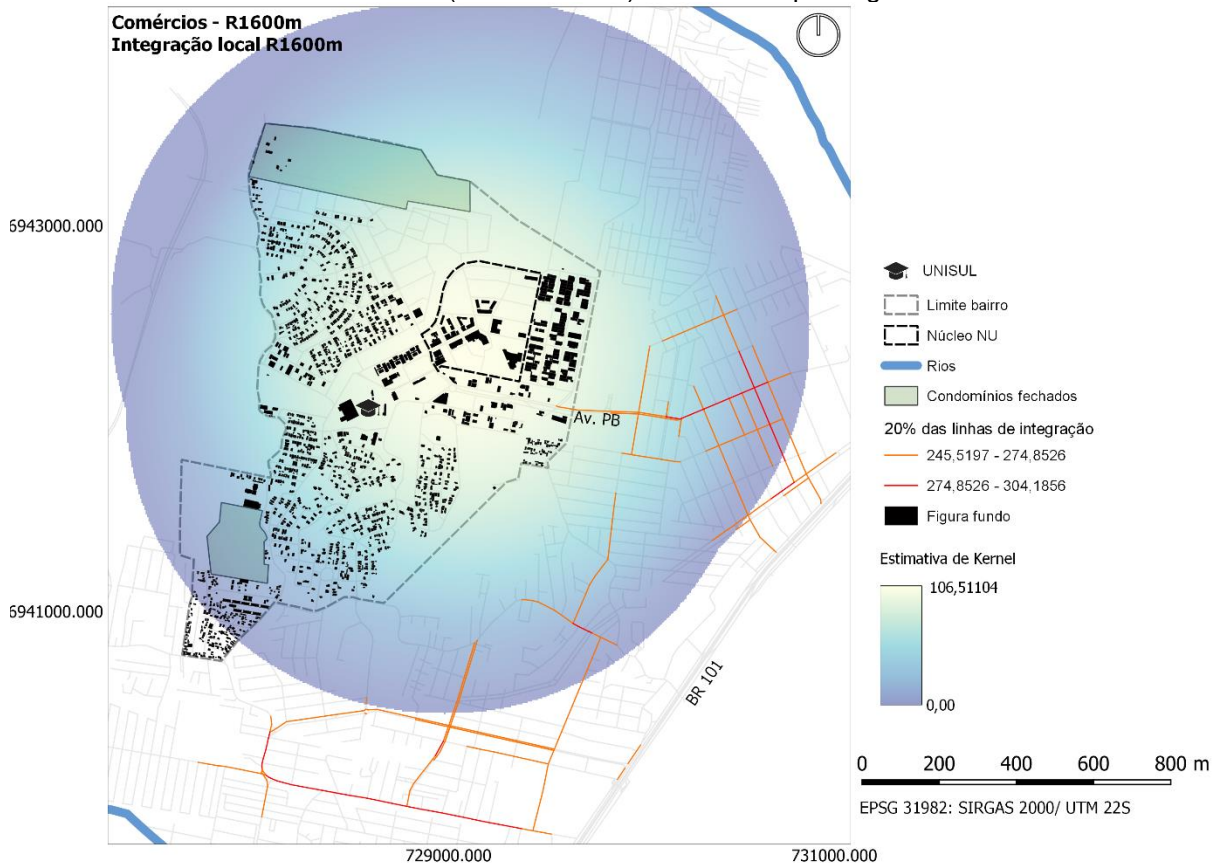 Comércios - R1600m
Integração local R1600m
6943000.000
6941000.000
729000.000
731000.000
Av. PB
BR 101
UNISUL
Limite bairro
Núcleo NU
Rios
Condomínios fechados
20% das linhas de integração
245,5197 - 274,8526
274,8526 - 304,1856
Figura fundo
Estimativa de Kernel
106,51104
0,00
0 200 400 600 800 m
EPSG 31982: SIRGAS 2000/ UTM 22S